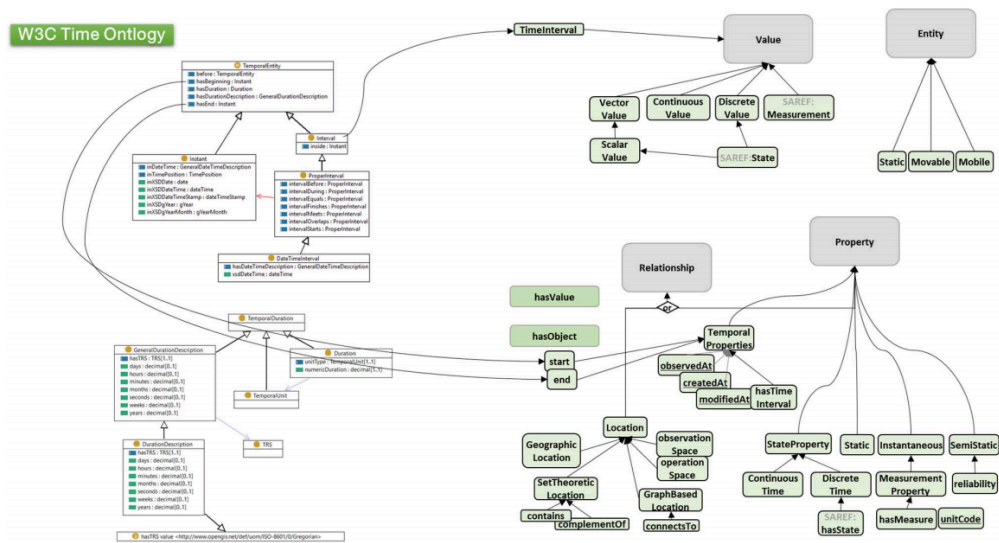 W3C Time Ontlogy
TemporalEntity
before : TemporalEntity
hasBeginning : Instant
hasDuration : Duration
hasDurationDescription : GeneralDurationDescription
hasEnd : Instant
Interval
inside : Instant
Instant
inDateTime : GeneralDateTimeDescription
inTimePosition : TimePosition
inXSDDate : date
inXSDDateTime : dateTime
inXSDDateTimeStamp : dateTimeStamp
inXSDgYear : gYear
inXSDgYearMonth : gYearMonth
ProperInterval
intervalBefore : ProperInterval
intervalDuring : ProperInterval
intervalEquals : ProperInterval
intervalFinishes : ProperInterval
intervalMeets : ProperInterval
intervalOverlaps : ProperInterval
intervalStarts : ProperInterval
DateTimeInterval
hasDateTimeDescription : GeneralDateTimeDescription
xsdDateTime : dateTime
TemporalDuration
GeneralDurationDescription
hasTRS : TRS[1..1]
days : decimal[0..1]
hours : decimal[0..1]
minutes : decimal[0..1]
months : decimal[0..1]
seconds : decimal[0..1]
weeks : decimal[0..1]
years : decimal[0..1]
Duration
unitType : TemporalUnit[1..1]
numericDuration : decimal[1..1]
TemporalUnit
TRS
DurationDescription
hasTRS : TRS[1..1]
days : decimal[0..1]
hours : decimal[0..1]
minutes : decimal[0..1]
months : decimal[0..1]
seconds : decimal[0..1]
weeks : decimal[0..1]
years : decimal[0..1]
hasTRS value <http://www.opengis.net/def/uom/ISO-8601/0/Gregorian>
TimeInterval
Value
Vector
Value
Continuous
Value
Discrete
Value
SAREF:
Measurement
Scalar
Value
SAREF:State
Entity
Static
Movable
Mobile
Relationship
Property
or
hasValue
hasObject
start
end
Temporal
Properties
observedAt
createdAt
modifiedAt
hasTime
Interval
Location
Geographic
Location
observation
Space
operation
Space
SetTheoretic
Location
GraphBased
Location
contains
complementOf
connectsTo
StateProperty
Static
Instantaneous
SemiStatic
Continuous
Time
Discrete
Time
Measurement
Property
reliability
SAREF:
hasState
hasMeasure
unitCode